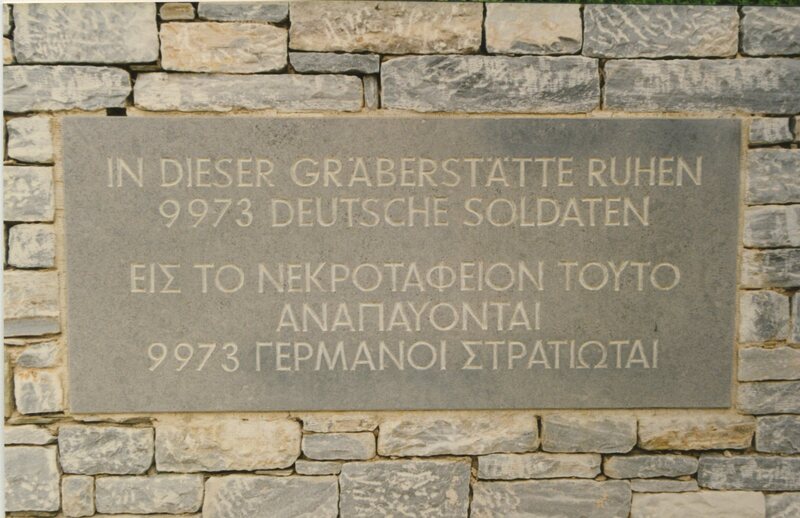 IN DIESER GRÄBERSTÄTTE RUHEN
9973 DEUTSCHE SOLDATEN
ΕΙΣ ΤΟ ΝΕΚΡΟΤΑΦΕΙΟΝ ΤΟΥΤΟ
ΑΝΑΠΑΥΟΝΤΑΙ
9973 ΓΕΡΜΑΝΟΙ ΣΤΡΑΤΙΩΤΑΙ